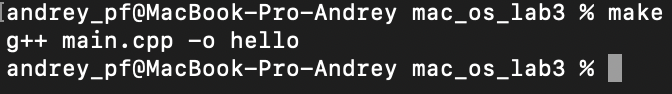 andrey_pf@MacBook-Pro-Andrey mac_os_lab3 % make
g++ main.cpp -o hello
andrey_pf@MacBook-Pro-Andrey mac_os_lab3 %